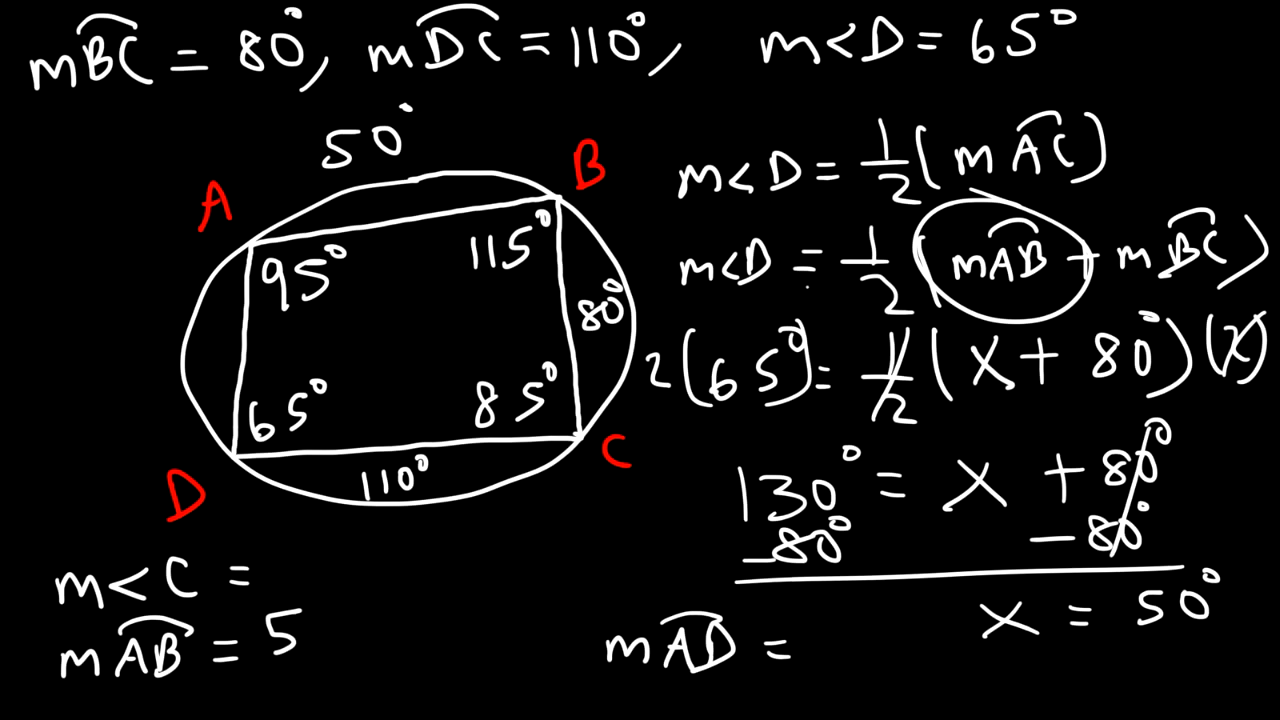 mBC = 80°, mDC = 110°, m<D = 65°
50°
A
B
95°
115°
80°
65°
85°
D
110°
C
m<D = 1/2 (mAC)
m<D = 1/2 (mAB + mBC)
2(65°) = 1/2 (x + 80°)(2)
130° = x + 80°
-80° - 80°
x = 50°
m<C =
mAB = 5
mAD =